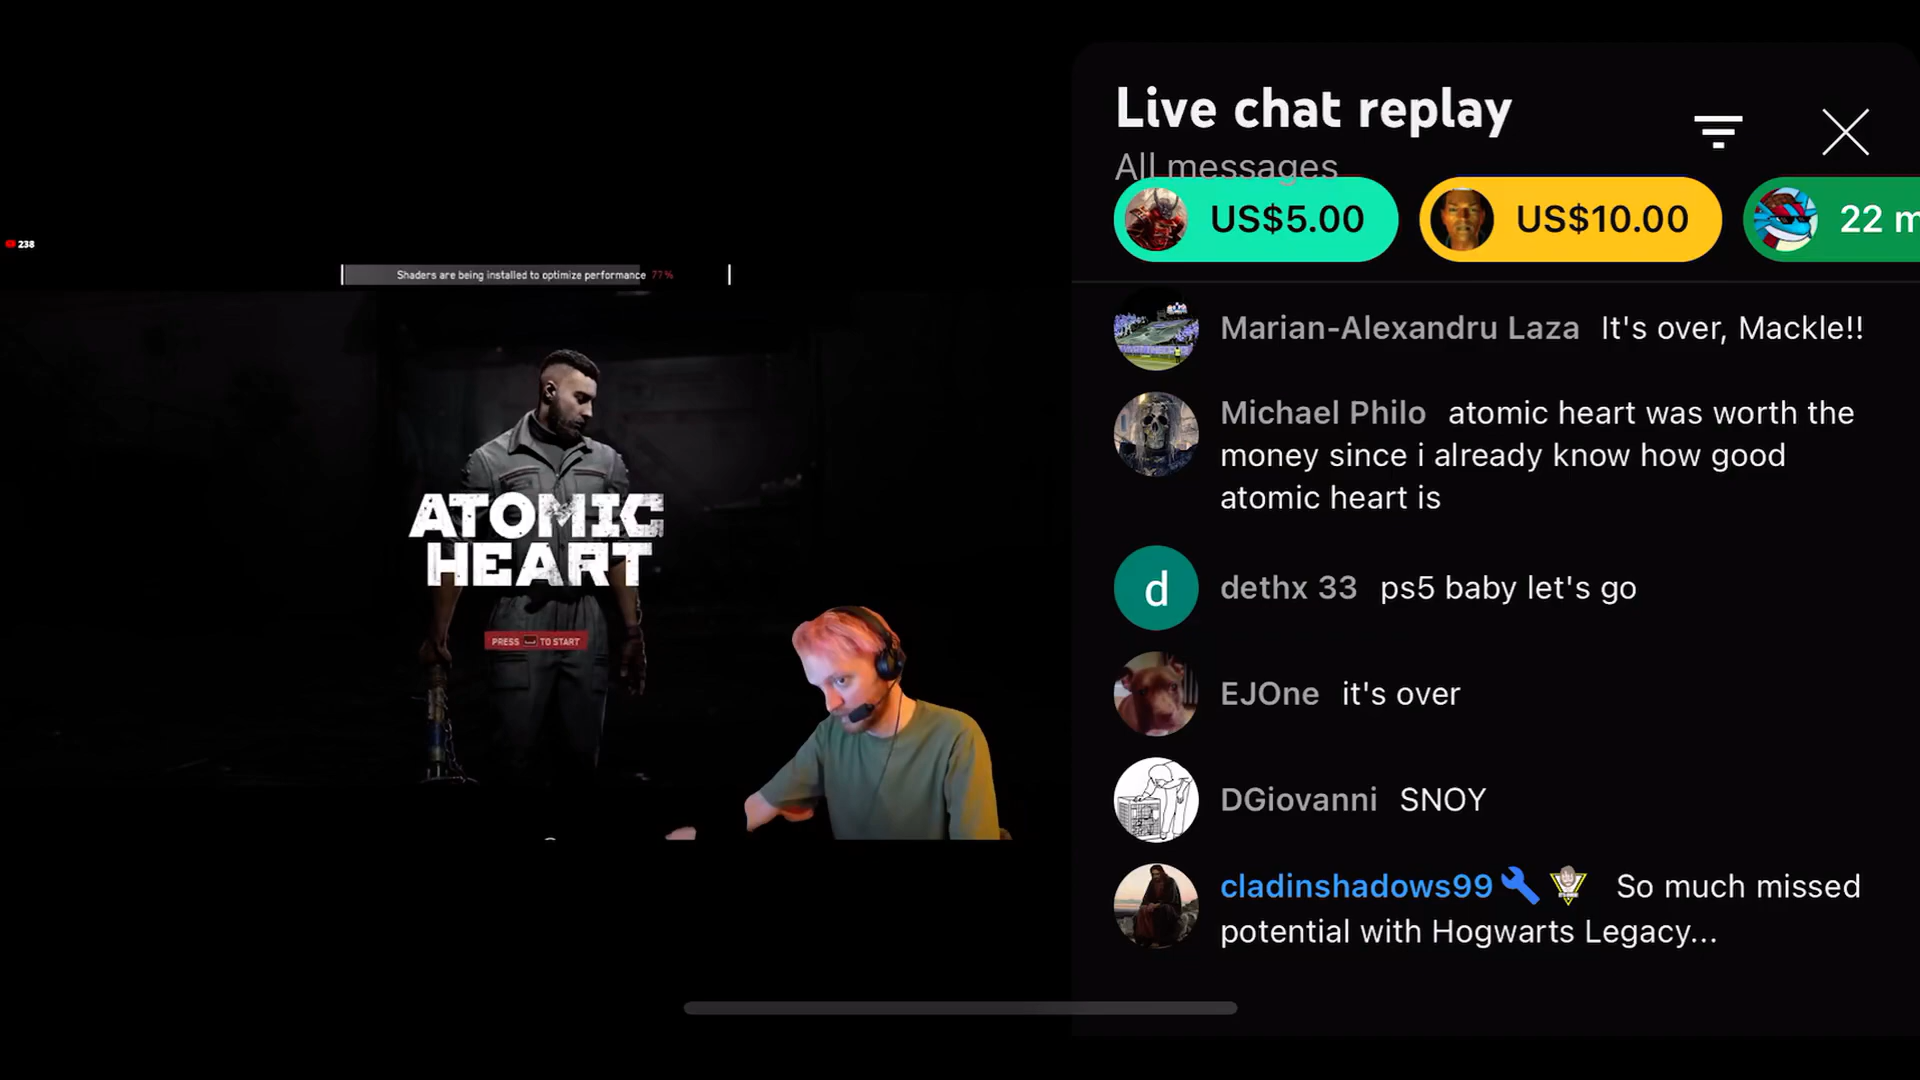 238
Shaders are being installed to optimize performance 77%
ATOMIC
HEART
PRESS TO START
Live chat replay
All messages
US$5.00
US$10.00
22 m
Marian-Alexandru Laza It's over, Mackle!!
Michael Philo atomic heart was worth the
money since i already know how good
atomic heart is
d
dethx 33 ps5 baby let's go
EJOne it's over
DGiovanni SNOY
cladinshadows99 So much missed
potential with Hogwarts Legacy...